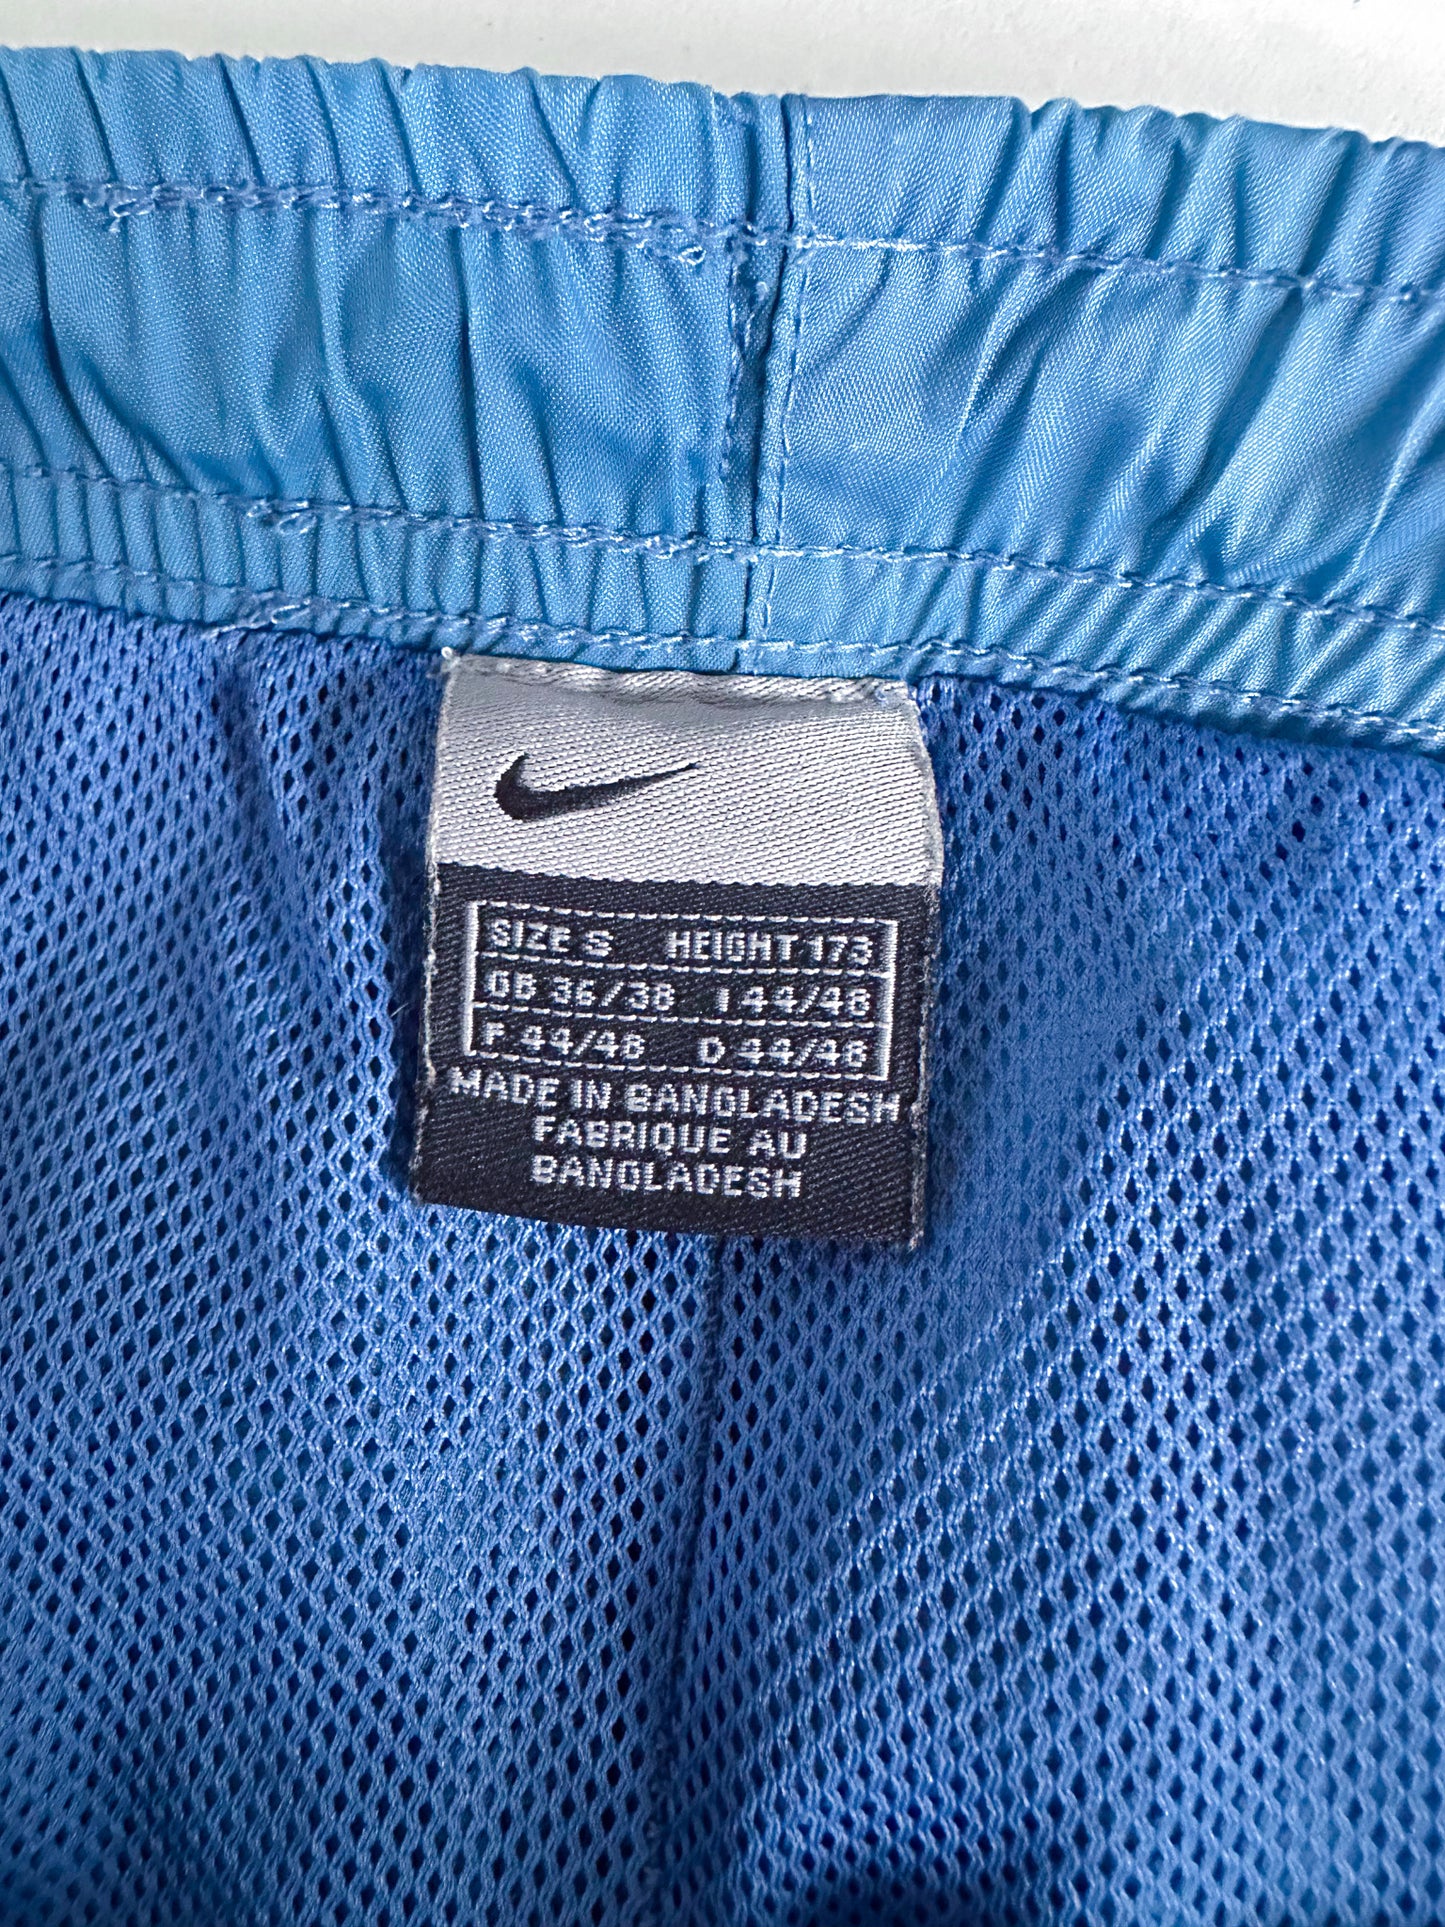 SIZE S HEIGHT 173
GB 36/38 I 44/46
F 44/46 D 44/46
MADE IN BANGLADESH
FABRIQUE AU
BANGLADESH